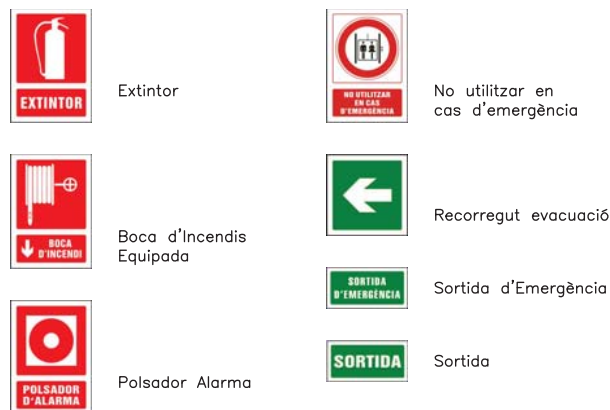 EXTINTOR
Extintor
BOCA
D'INCENDI
Boca d'Incendis
Equipada
POLSADOR
D'ALARMA
Polsador Alarma
NO UTILITZAR
EN CAS
D'EMERGÈNCIA
No utilitzar en
cas d'emergència
Recorregut evacuació
SORTIDA
D'EMERGÈNCIA
Sortida d'Emergència
SORTIDA
Sortida